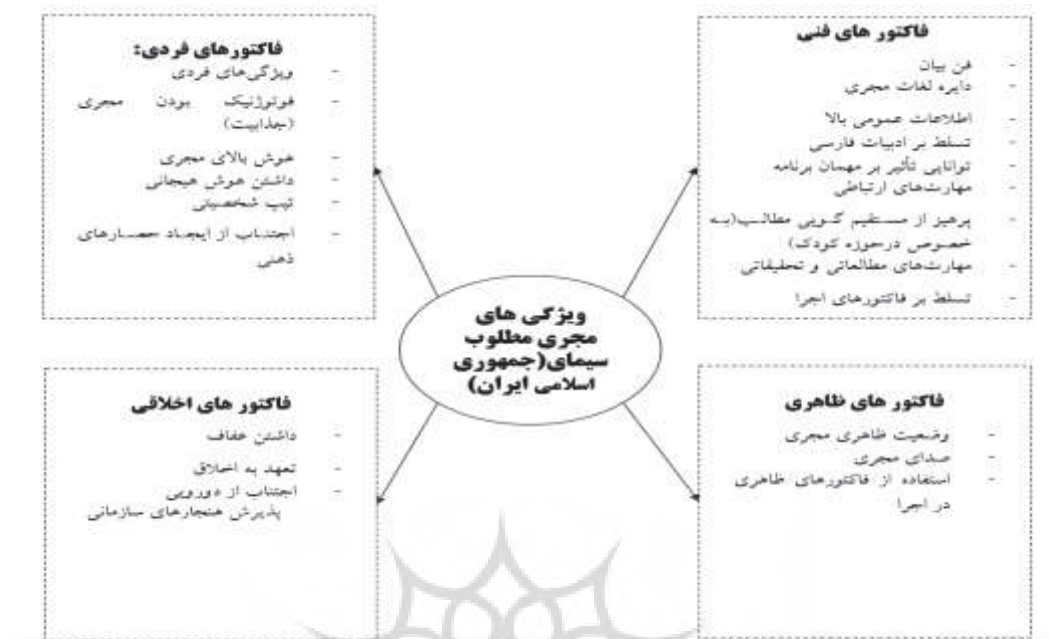 فاکتور های فنی
- فن بیان
- دایره لغات مجری
- اطلاعات عمومی بالا
- تسلط بر ادبیات فارسی
- توانایی تأثیر بر مهمان برنامه
- مهارت‌های ارتباطی
- پرهیز از مستقیم گویی مطالب(به
خصوص درحوزه کودک)
- مهارت‌های مطالعاتی و تحقیقاتی
- تسلط بر فاکتورهای اجرا
فاکتورهای فردی:
- ویژگی‌های فردی
- فوتوژنیک بودن مجری
(جذابیت)
- هوش بالای مجری
- داشتن هوش هیجانی
- تیپ شخصیتی
- اجتناب از ایجاد حصارهای
ذهنی
ویژگی های
مجری مطلوب
سیمای(جمهوری
اسلامی ایران)
فاکتور های ظاهری
- وضعیت ظاهری مجری
- صدای مجری
- استفاده از فاکتورهای ظاهری
در اجرا
فاکتور های اخلاقی
- داشتن عفاف
- تعهد به اخلاق
- اجتناب از دورویی
پذیرش هنجارهای سازمانی